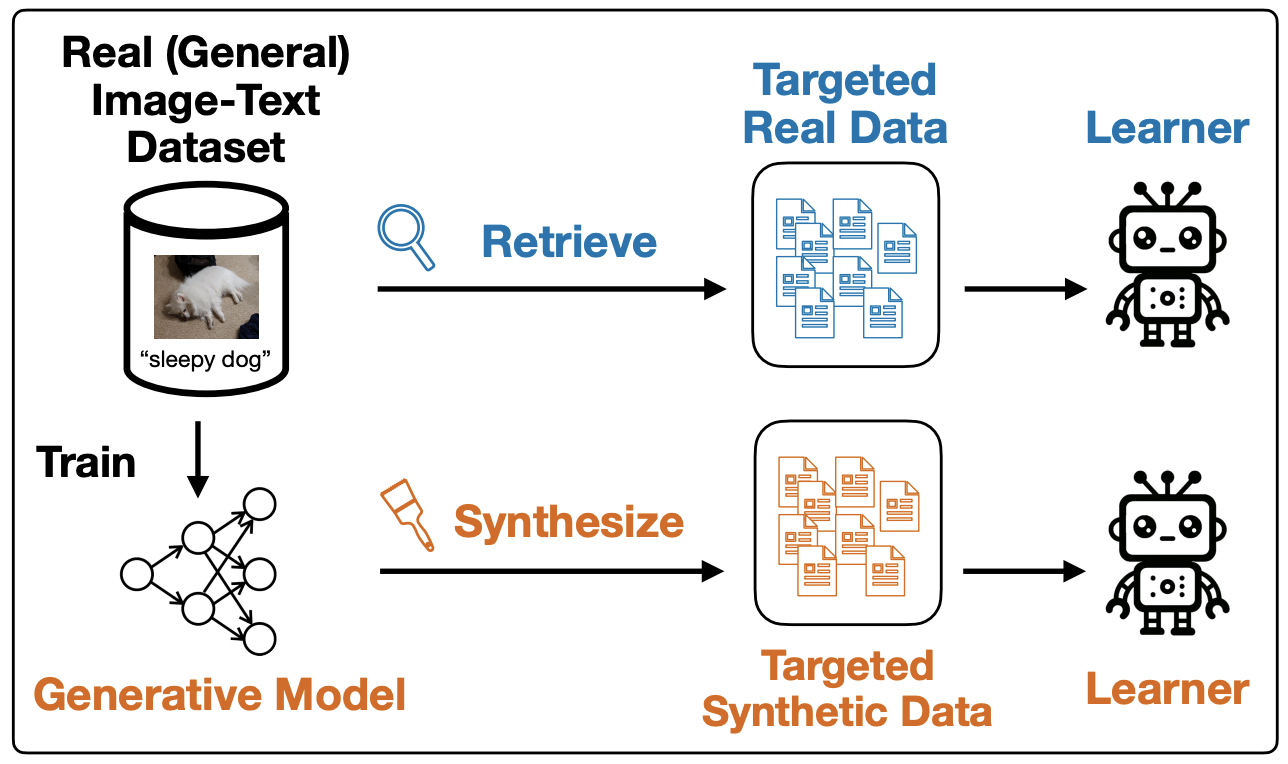 Real (General)
Image-Text
Dataset
“sleepy dog”
Retrieve
Targeted
Real Data
Learner
Train
Generative Model
Synthesize
Targeted
Synthetic Data
Learner